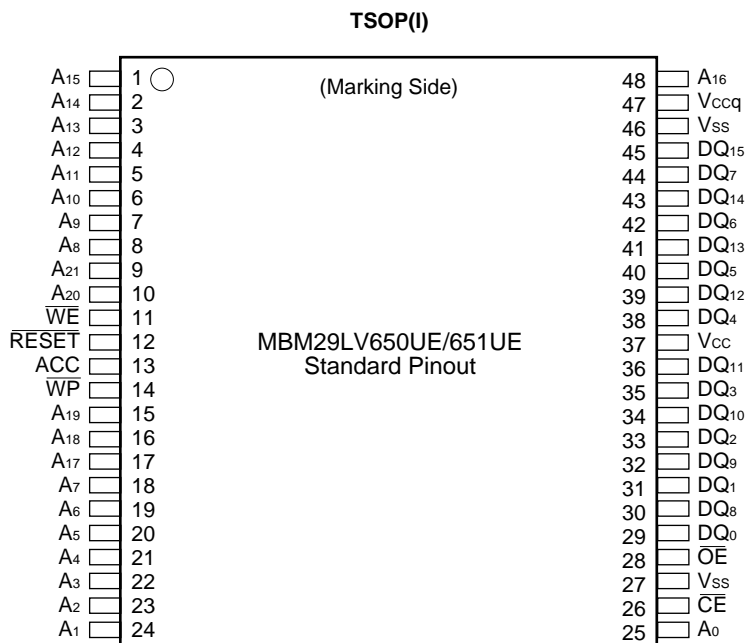 TSOP(I)
(Marking Side)
A15 1 48 A16
A14 2 47 VCCq
A13 3 46 VSS
A12 4 45 DQ15
A11 5 44 DQ7
A10 6 43 DQ14
A9 7 42 DQ6
A8 8 41 DQ13
A21 9 40 DQ5
A20 10 39 DQ12
W̅E̅ 11 38 DQ4
R̅E̅S̅E̅T̅ 12 37 VCC
MBM29LV650UE/651UE
Standard Pinout
ACC 13 36 DQ11
W̅P̅ 14 35 DQ3
A19 15 34 DQ10
A18 16 33 DQ2
A17 17 32 DQ9
A7 18 31 DQ1
A6 19 30 DQ8
A5 20 29 DQ0
A4 21 28 O̅E̅
A3 22 27 VSS
A2 23 26 C̅E̅
A1 24 25 A0